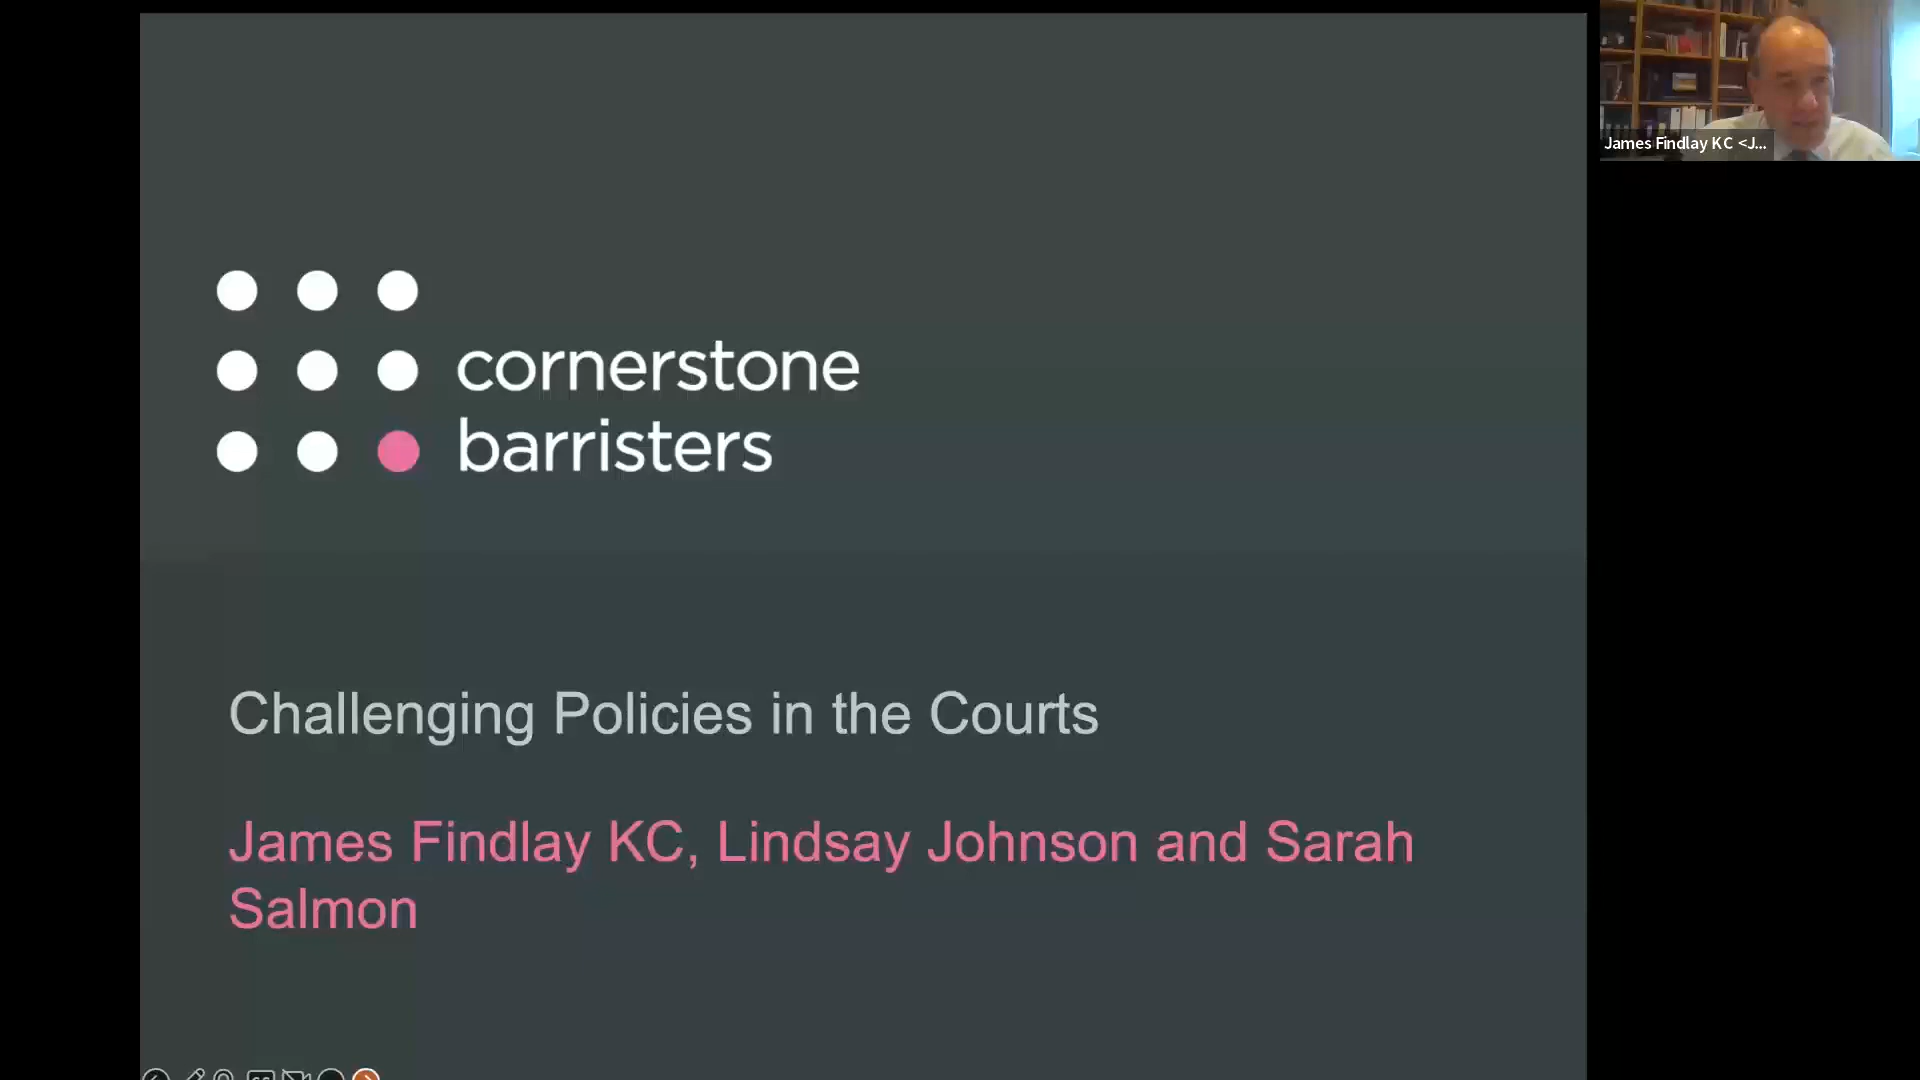 cornerstone
barristers
Challenging Policies in the Courts
James Findlay KC, Lindsay Johnson and Sarah
Salmon
James Findlay KC <J...